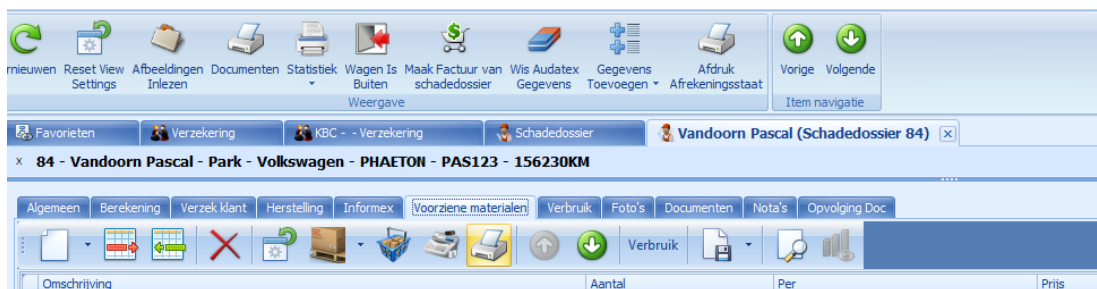 rnieuwen Reset View Settings Afbeeldingen Inlezen Documenten Statistiek Wagen Is Buiten Maak Factuur van schadedossier Wis Audatex Gegevens Gegevens Toevoegen Afdruk Afrekeningsstaat Vorige Volgende
Weergave Item navigatie
Favorieten Verzekering KBC - - Verzekering Schadedossier Vandoorn Pascal (Schadedossier 84)
x 84 - Vandoorn Pascal - Park - Volkswagen - PHAETON - PAS123 - 156230KM
Algemeen Berekening Verzek klant Herstelling Informex Voorziene materialen Verbruik Foto's Documenten Nota's Opvolging Doc
Verbruik
Omschrijving Aantal Per Prijs